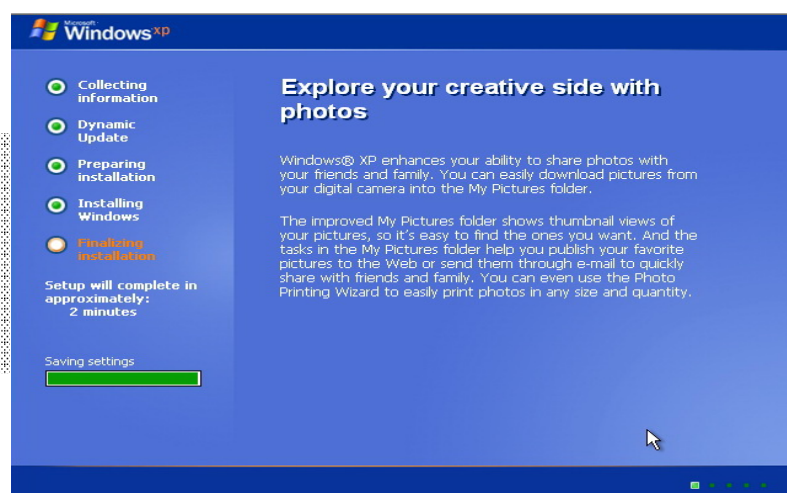 Microsoft
Windows xp
Collecting
information
Dynamic
Update
Preparing
installation
Installing
Windows
Finalizing
installation
Setup will complete in
approximately:
2 minutes
Saving settings
Explore your creative side with
photos
Windows® XP enhances your ability to share photos with
your friends and family. You can easily download pictures from
your digital camera into the My Pictures folder.
The improved My Pictures folder shows thumbnail views of
your pictures, so it's easy to find the ones you want. And the
tasks in the My Pictures folder help you publish your favorite
pictures to the Web or send them through e-mail to quickly
share with friends and family. You can even use the Photo
Printing Wizard to easily print photos in any size and quantity.